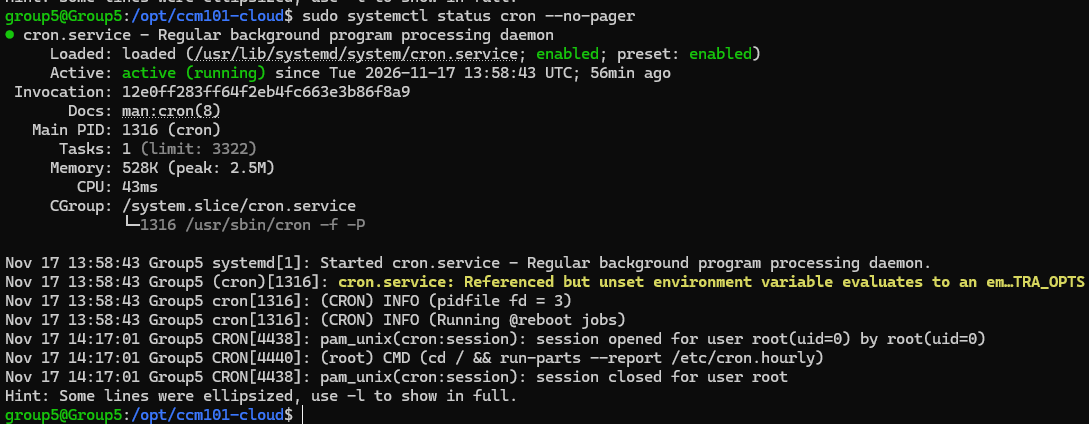 Hint: Some lines were ellipsized, use -l to show in full.
group5@Group5:/opt/ccm101-cloud$ sudo systemctl status cron --no-pager
● cron.service - Regular background program processing daemon
     Loaded: loaded (/usr/lib/systemd/system/cron.service; enabled; preset: enabled)
     Active: active (running) since Tue 2026-11-17 13:58:43 UTC; 56min ago
 Invocation: 12e0ff283ff64f2eb4fc663e3b86f8a9
       Docs: man:cron(8)
   Main PID: 1316 (cron)
      Tasks: 1 (limit: 3322)
     Memory: 528K (peak: 2.5M)
        CPU: 43ms
     CGroup: /system.slice/cron.service
             └─1316 /usr/sbin/cron -f -P

Nov 17 13:58:43 Group5 systemd[1]: Started cron.service - Regular background program processing daemon.
Nov 17 13:58:43 Group5 (cron)[1316]: cron.service: Referenced but unset environment variable evaluates to an em…TRA_OPTS
Nov 17 13:58:43 Group5 cron[1316]: (CRON) INFO (pidfile fd = 3)
Nov 17 13:58:43 Group5 cron[1316]: (CRON) INFO (Running @reboot jobs)
Nov 17 14:17:01 Group5 CRON[4438]: pam_unix(cron:session): session opened for user root(uid=0) by root(uid=0)
Nov 17 14:17:01 Group5 CRON[4440]: (root) CMD (cd / && run-parts --report /etc/cron.hourly)
Nov 17 14:17:01 Group5 CRON[4438]: pam_unix(cron:session): session closed for user root
Hint: Some lines were ellipsized, use -l to show in full.
group5@Group5:/opt/ccm101-cloud$